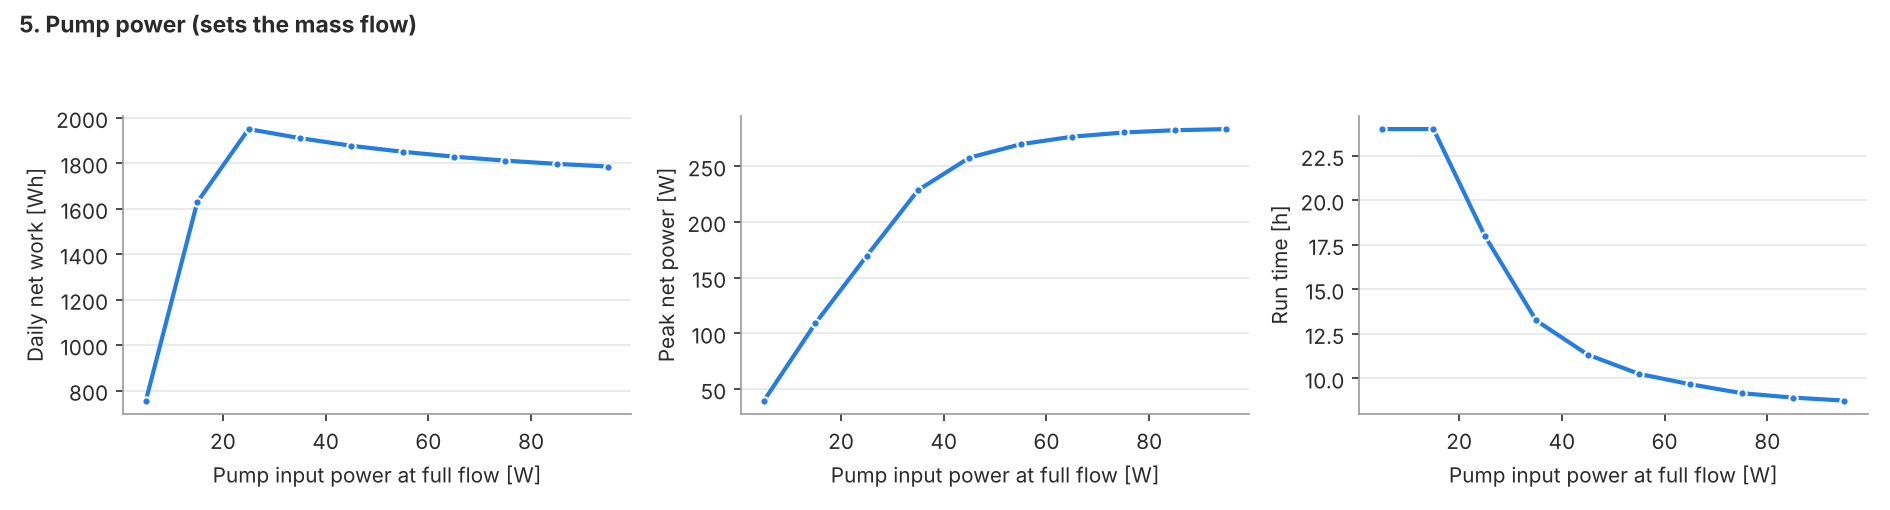 5. Pump power (sets the mass flow)
Daily net work [Wh]
2000
1800
1600
1400
1200
1000
800
20 40 60 80
Pump input power at full flow [W]
Peak net power [W]
250
200
150
100
50
20 40 60 80
Pump input power at full flow [W]
Run time [h]
22.5
20.0
17.5
15.0
12.5
10.0
20 40 60 80
Pump input power at full flow [W]